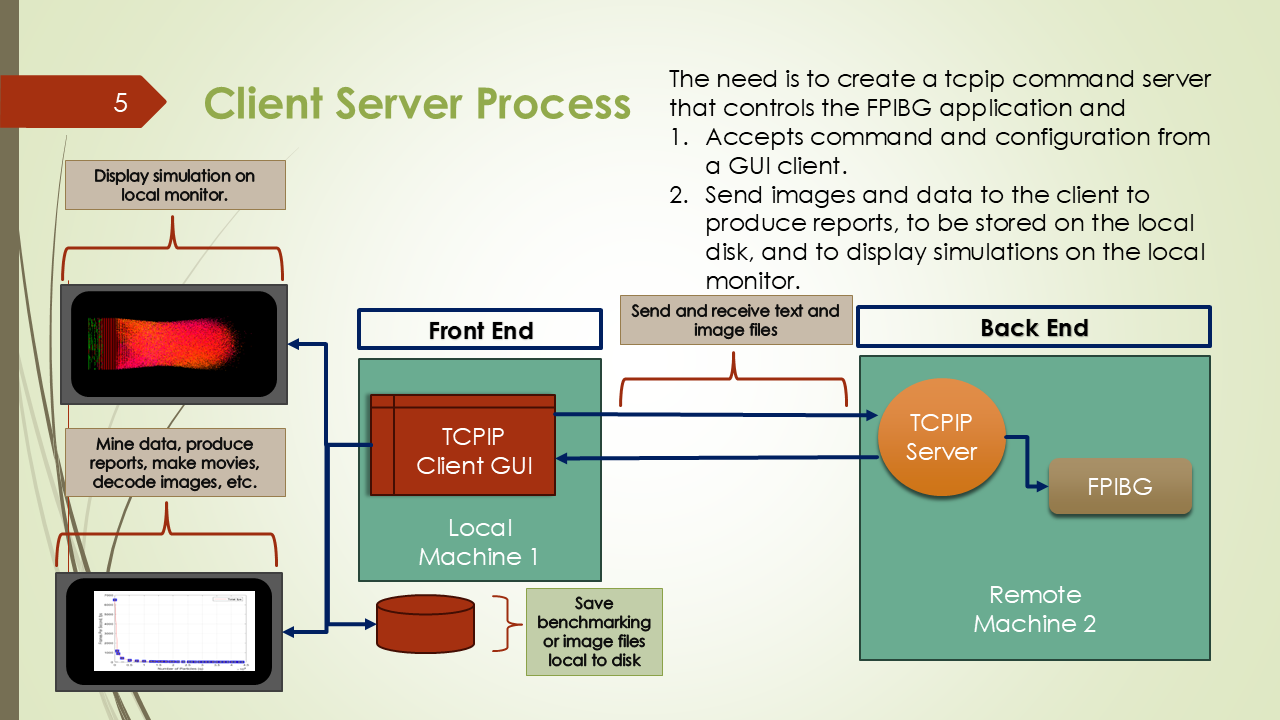 5
Client Server Process
The need is to create a tcpip command server
that controls the FPIBG application and
1. Accepts command and configuration from
a GUI client.
2. Send images and data to the client to
produce reports, to be stored on the local
disk, and to display simulations on the local
monitor.
Display simulation on
local monitor.
Front End
Send and receive text and
image files
Back End
TCPIP
Client GUI
TCPIP
Server
FPIBG
Mine data, produce
reports, make movies,
decode images, etc.
Local
Machine 1
Remote
Machine 2
Save
benchmarking
or image files
local to disk